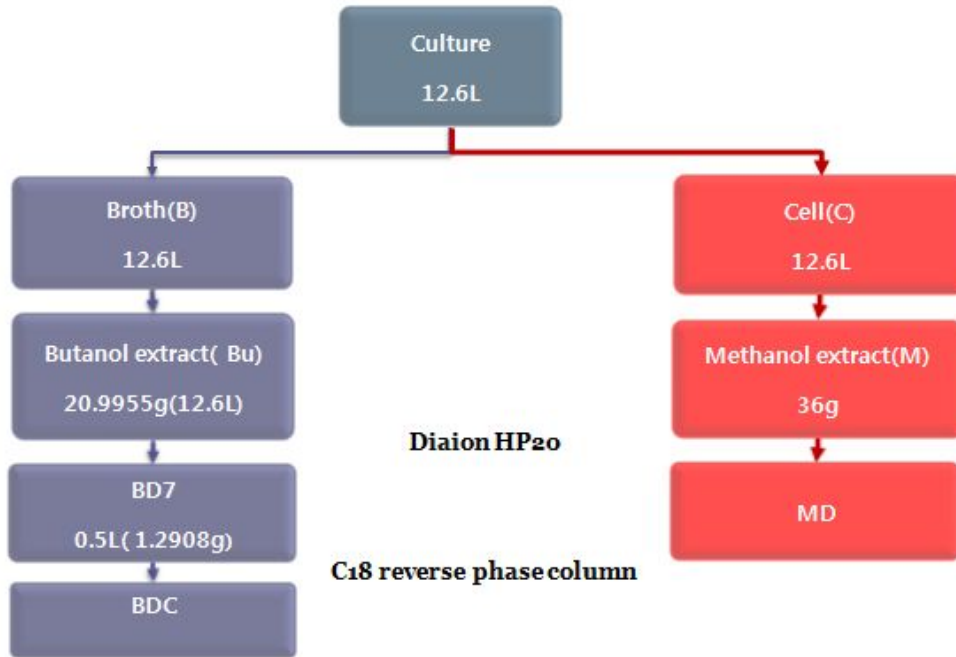 Culture
12.6L
Broth(B)
12.6L
Cell(C)
12.6L
Butanol extract( Bu)
20.9955g(12.6L)
Methanol extract(M)
36g
Diaion HP20
BD7
0.5L( 1.2908g)
MD
C18 reverse phase column
BDC